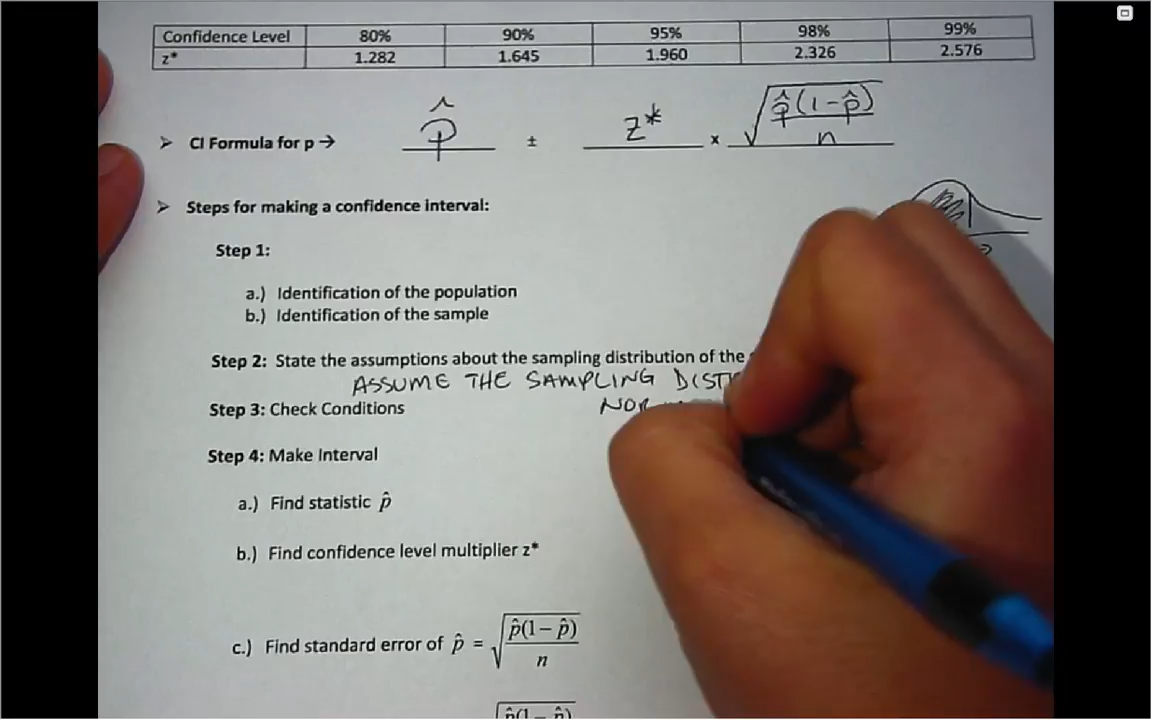 Confidence Level 80% 90% 95% 98% 99%
z* 1.282 1.645 1.960 2.326 2.576
➢ CI Formula for p → p̂ ± z* × √(p̂(1-p̂)/n)
➢ Steps for making a confidence interval:
Step 1:
a.) Identification of the population
b.) Identification of the sample
Step 2: State the assumptions about the sampling distribution of the
ASSUME THE SAMPLING
Step 3: Check Conditions
Step 4: Make Interval
a.) Find statistic p̂
b.) Find confidence level multiplier z*
c.) Find standard error of p̂ = √(p̂(1-p̂)/n)